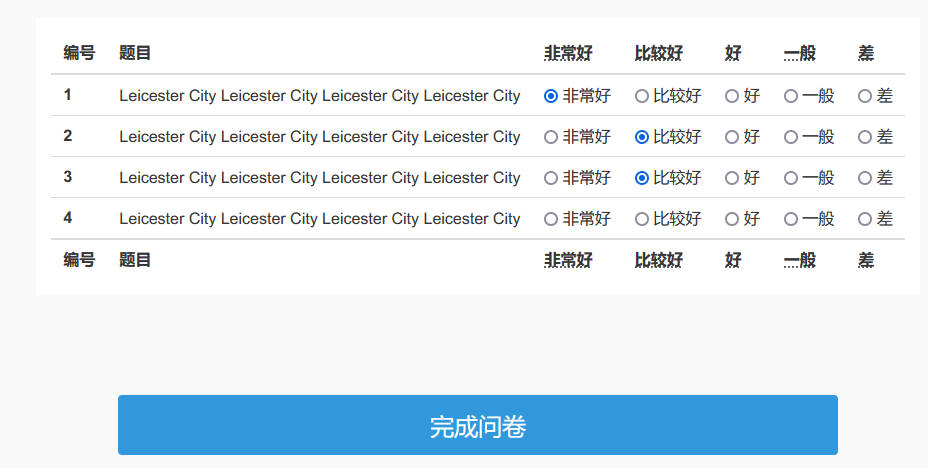 编号 题目 非常好 比较好 好 一般 差
1 Leicester City Leicester City Leicester City Leicester City 非常好 比较好 好 一般 差
2 Leicester City Leicester City Leicester City Leicester City 非常好 比较好 好 一般 差
3 Leicester City Leicester City Leicester City Leicester City 非常好 比较好 好 一般 差
4 Leicester City Leicester City Leicester City Leicester City 非常好 比较好 好 一般 差
编号 题目 非常好 比较好 好 一般 差
完成问卷